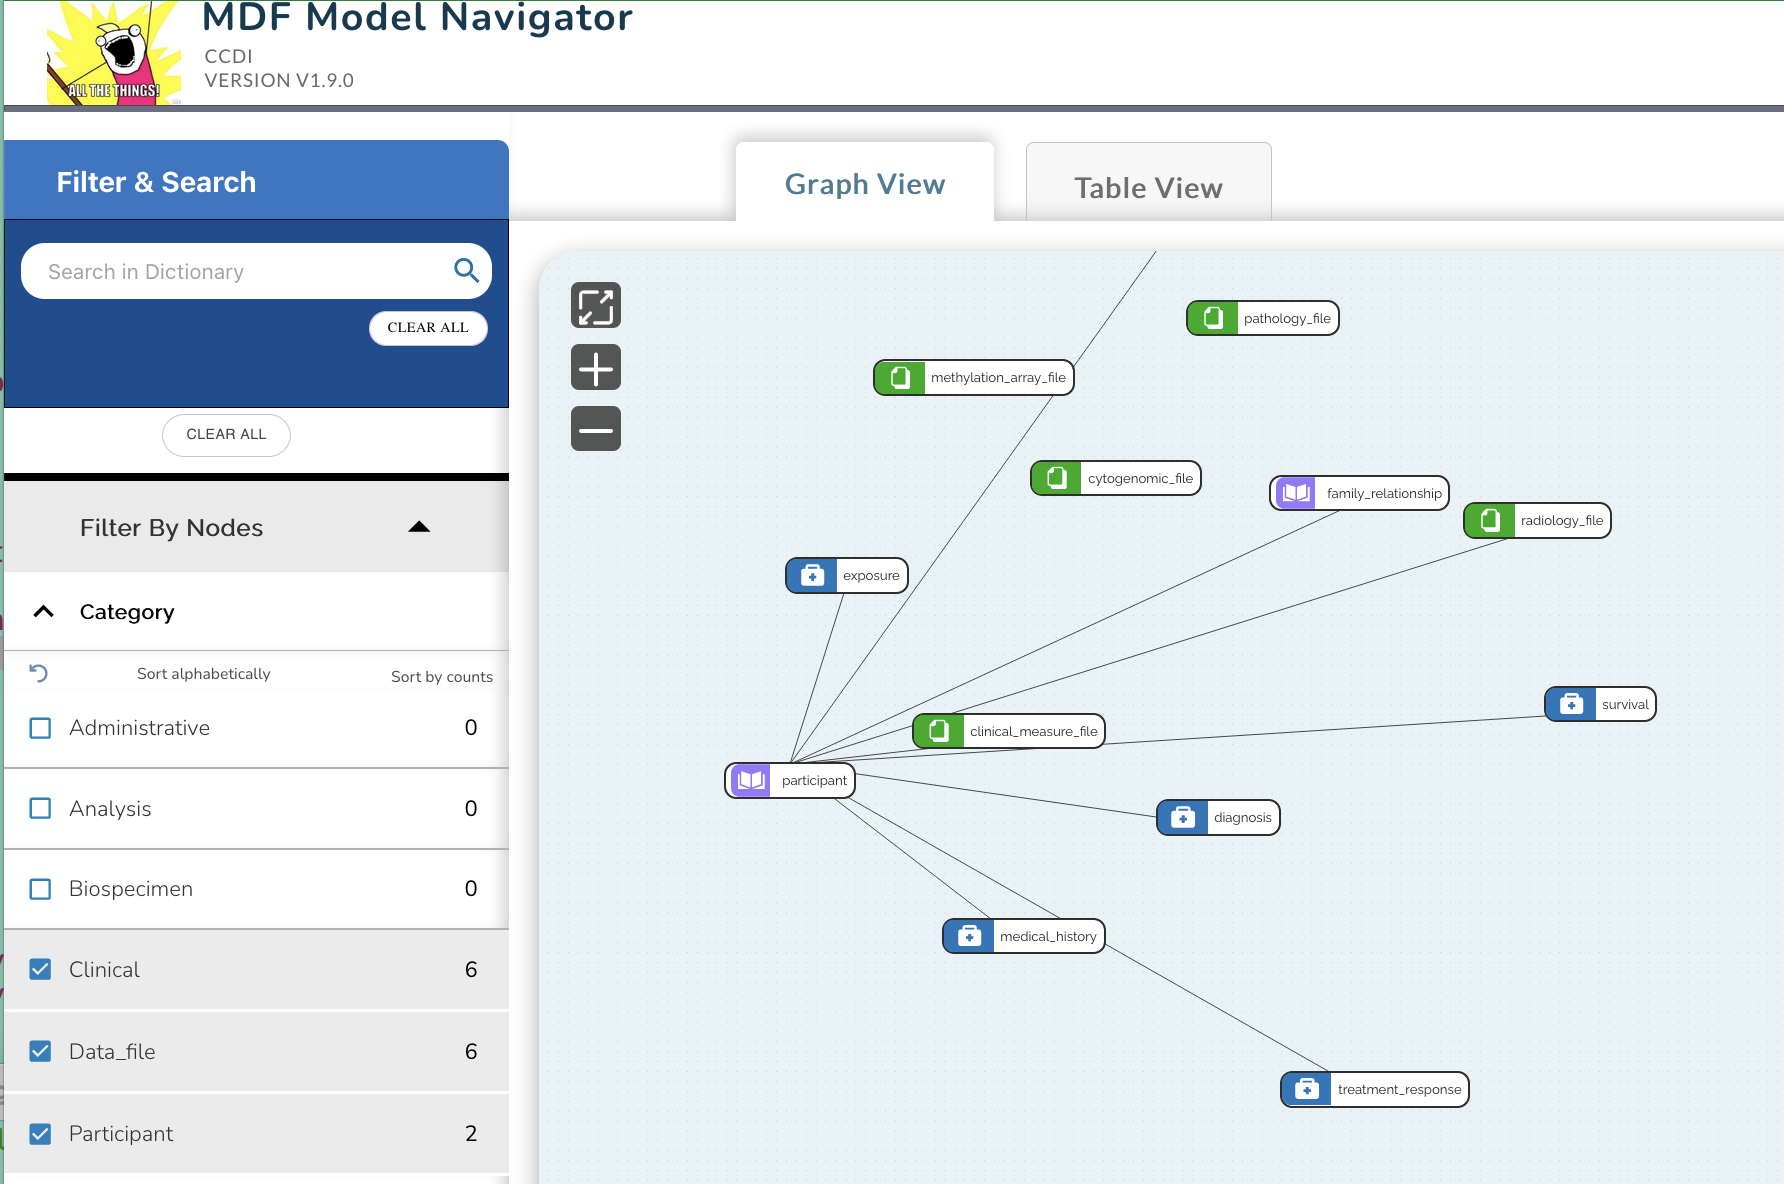 MDF Model Navigator
CCDI
VERSION V1.9.0
ALL THE THINGS!
Filter & Search
Search in Dictionary
CLEAR ALL
CLEAR ALL
Filter By Nodes
Category
Sort alphabetically
Sort by counts
Administrative 0
Analysis 0
Biospecimen 0
Clinical 6
Data_file 6
Participant 2
Graph View
Table View
pathology_file
methylation_array_file
cytogenomic_file
family_relationship
radiology_file
exposure
survival
clinical_measure_file
participant
diagnosis
medical_history
treatment_response